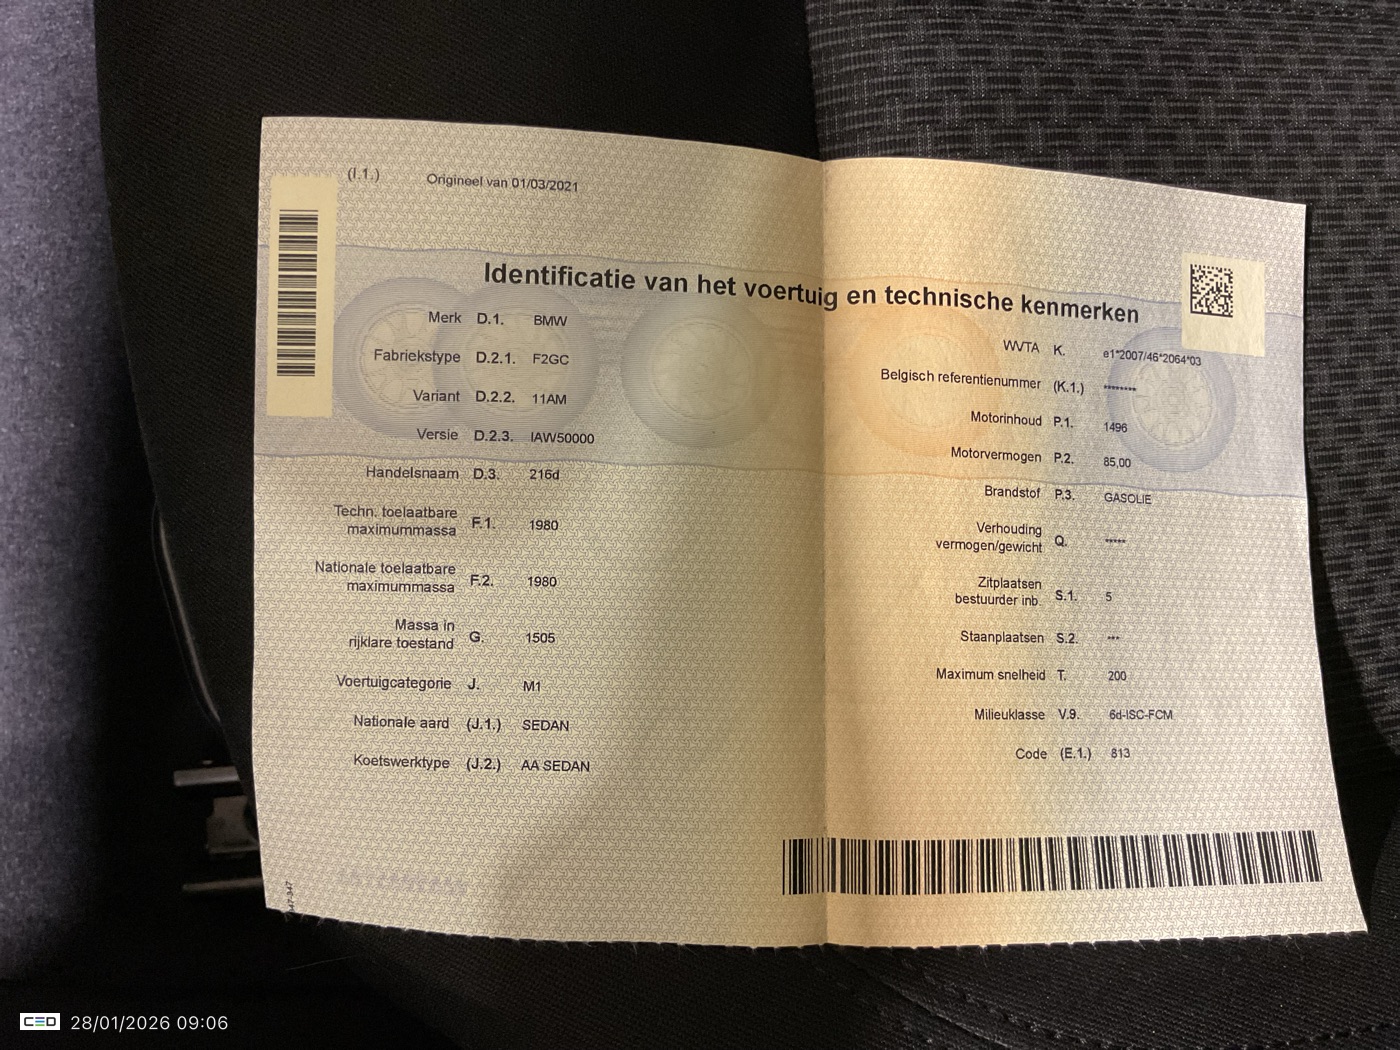 (I.1.) Origineel van 01/03/2021
Identificatie van het voertuig en technische kenmerken
Merk D.1. BMW
Fabriekstype D.2.1. F2GC
Variant D.2.2. 11AM
Versie D.2.3. IAW50000
Handelsnaam D.3. 216d
Techn. toelaatbare
maximummassa F.1. 1980
Nationale toelaatbare
maximummassa F.2. 1980
Massa in
rijklare toestand G. 1505
Voertuigcategorie J. M1
Nationale aard (J.1.) SEDAN
Koetswerktype (J.2.) AA SEDAN
WVTA K. e1*2007/46*2064*03
Belgisch referentienummer (K.1.) ********
Motorinhoud P.1. 1496
Motorvermogen P.2. 85,00
Brandstof P.3. GASOLIE
Verhouding
vermogen/gewicht Q. *****
Zitplaatsen
bestuurder inb. S.1. 5
Staanplaatsen S.2. ***
Maximum snelheid T. 200
Milieuklasse V.9. 6d-ISC-FCM
Code (E.1.) 813
CED 28/01/2026 09:06